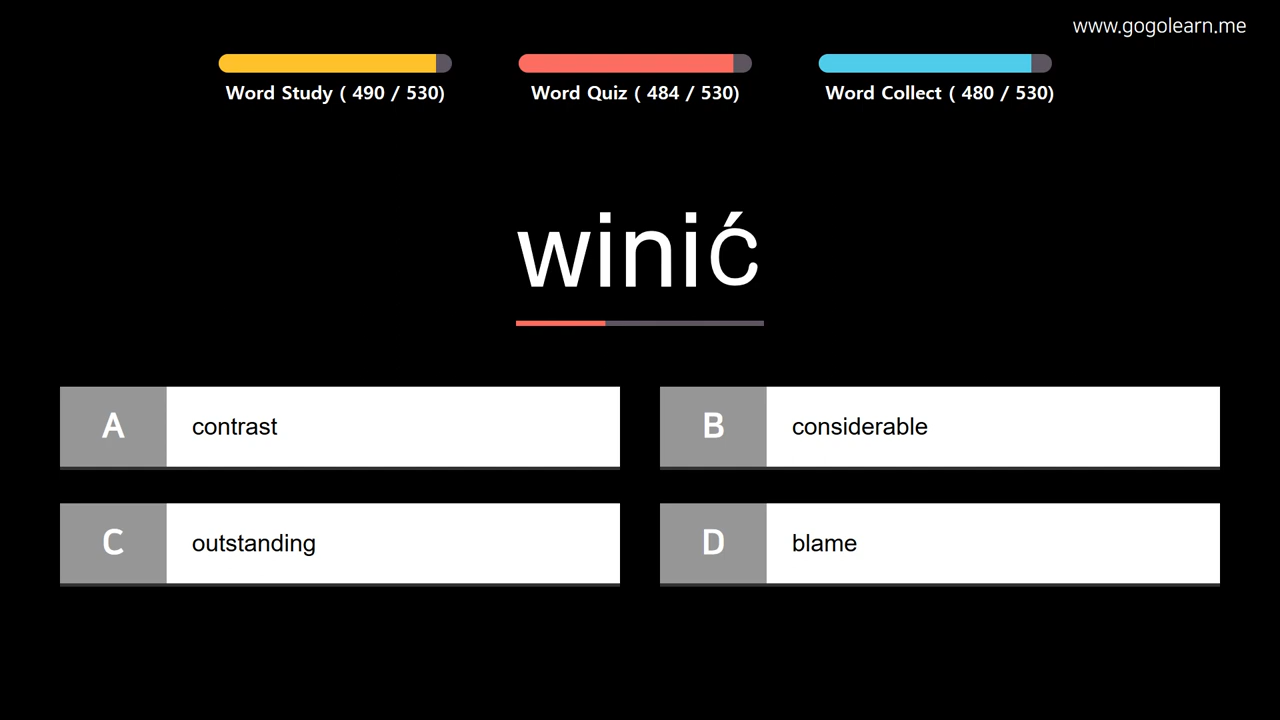 www.gogolearn.me
Word Study ( 490 / 530)
Word Quiz ( 484 / 530)
Word Collect ( 480 / 530)
winić
A contrast
B considerable
C outstanding
D blame